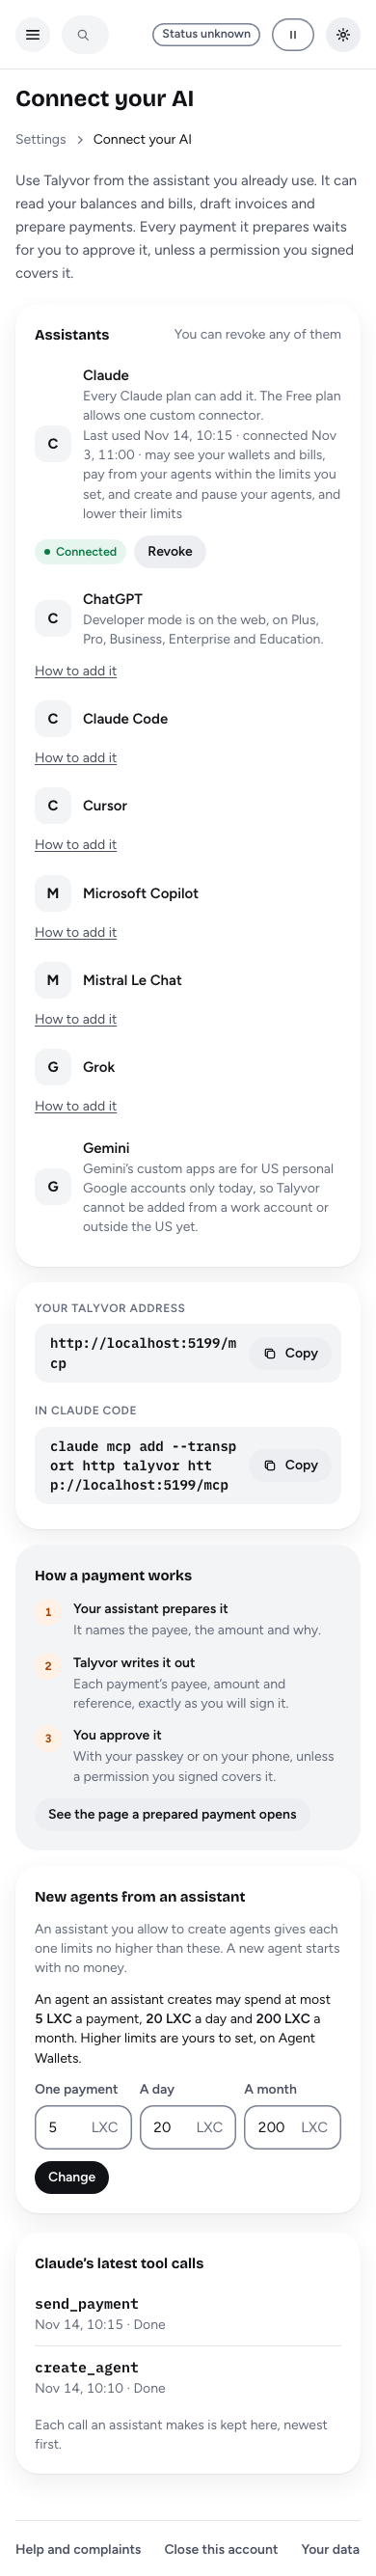 Status unknown
Connect your AI
Settings > Connect your AI
Use Talyvor from the assistant you already use. It can
read your balances and bills, draft invoices and
prepare payments. Every payment it prepares waits
for you to approve it, unless a permission you signed
covers it.
Assistants
You can revoke any of them
C
Claude
Every Claude plan can add it. The Free plan
allows one custom connector.
Last used Nov 14, 10:15 · connected Nov
3, 11:00 · may see your wallets and bills,
pay from your agents within the limits you
set, and create and pause your agents, and
lower their limits
Connected
Revoke
C
ChatGPT
Developer mode is on the web, on Plus,
Pro, Business, Enterprise and Education.
How to add it
C
Claude Code
How to add it
C
Cursor
How to add it
M
Microsoft Copilot
How to add it
M
Mistral Le Chat
How to add it
G
Grok
How to add it
G
Gemini
Gemini’s custom apps are for US personal
Google accounts only today, so Talyvor
cannot be added from a work account or
outside the US yet.
YOUR TALYVOR ADDRESS
http://localhost:5199/m
cp
Copy
IN CLAUDE CODE
claude mcp add --transp
ort http talyvor htt
p://localhost:5199/mcp
Copy
How a payment works
1
Your assistant prepares it
It names the payee, the amount and why.
2
Talyvor writes it out
Each payment’s payee, amount and
reference, exactly as you will sign it.
3
You approve it
With your passkey or on your phone, unless
a permission you signed covers it.
See the page a prepared payment opens
New agents from an assistant
An assistant you allow to create agents gives each
one limits no higher than these. A new agent starts
with no money.
An agent an assistant creates may spend at most
5 LXC a payment, 20 LXC a day and 200 LXC a
month. Higher limits are yours to set, on Agent
Wallets.
One payment A day A month
5 LXC 20 LXC 200 LXC
Change
Claude’s latest tool calls
send_payment
Nov 14, 10:15 · Done
create_agent
Nov 14, 10:10 · Done
Each call an assistant makes is kept here, newest
first.
Help and complaints Close this account Your data